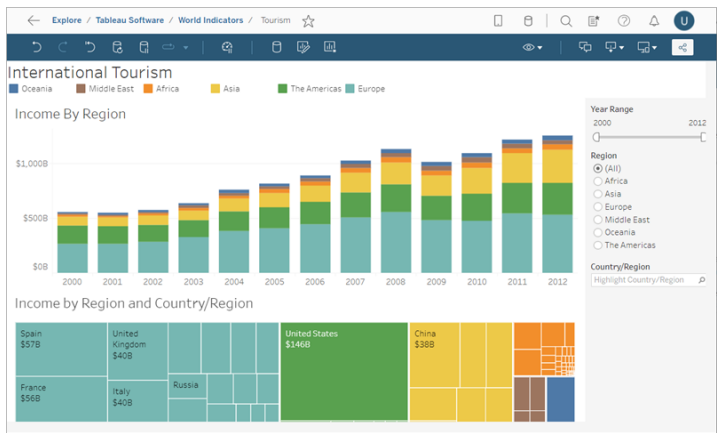 Explore / Tableau Software / World Indicators / Tourism
U
International Tourism
Oceania Middle East Africa Asia The Americas Europe
Income By Region
$1,000B
$500B
$0B
2000 2001 2002 2003 2004 2005 2006 2007 2008 2009 2010 2011 2012
Year Range
2000 2012
Region
(All)
Africa
Asia
Europe
Middle East
Oceania
The Americas
Country/Region
Highlight Country/Region
Income by Region and Country/Region
Spain
$57B
France
$56B
United
Kingdom
$40B
Italy
$40B
Russia
United States
$146B
China
$38B